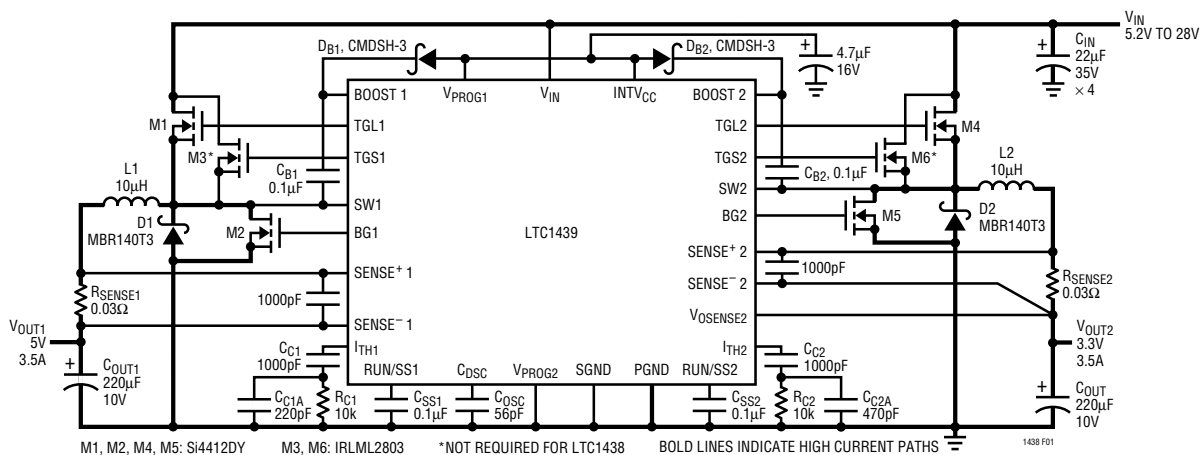 V_IN
5.2V TO 28V
D_B1, CMDSH-3
D_B2, CMDSH-3
4.7µF
16V
+
C_IN
22µF
35V
× 4
+
BOOST 1
V_PROG1
V_IN
INTV_CC
BOOST 2
M1
TGL1
TGL2
M4
M3*
TGS1
TGS2
M6*
L1
10µH
C_B1
0.1µF
C_B2, 0.1µF
L2
10µH
SW1
SW2
D1
MBR140T3
M2
BG1
LTC1439
BG2
M5
D2
MBR140T3
SENSE+ 1
SENSE+ 2
1000pF
1000pF
SENSE− 2
R_SENSE1
0.03Ω
R_SENSE2
0.03Ω
SENSE− 1
V_OSENSE2
V_OUT1
5V
3.5A
V_OUT2
3.3V
3.5A
I_TH1
I_TH2
C_C1
1000pF
C_C2
1000pF
RUN/SS1
C_DSC
V_PROG2
SGND
PGND
RUN/SS2
+
C_OUT1
220µF
10V
C_C1A
220pF
R_C1
10k
C_SS1
0.1µF
C_OSC
56pF
C_SS2
0.1µF
R_C2
10k
C_C2A
470pF
+
C_OUT
220µF
10V
M1, M2, M4, M5: Si4412DY
M3, M6: IRLML2803
*NOT REQUIRED FOR LTC1438
BOLD LINES INDICATE HIGH CURRENT PATHS
1438 F01